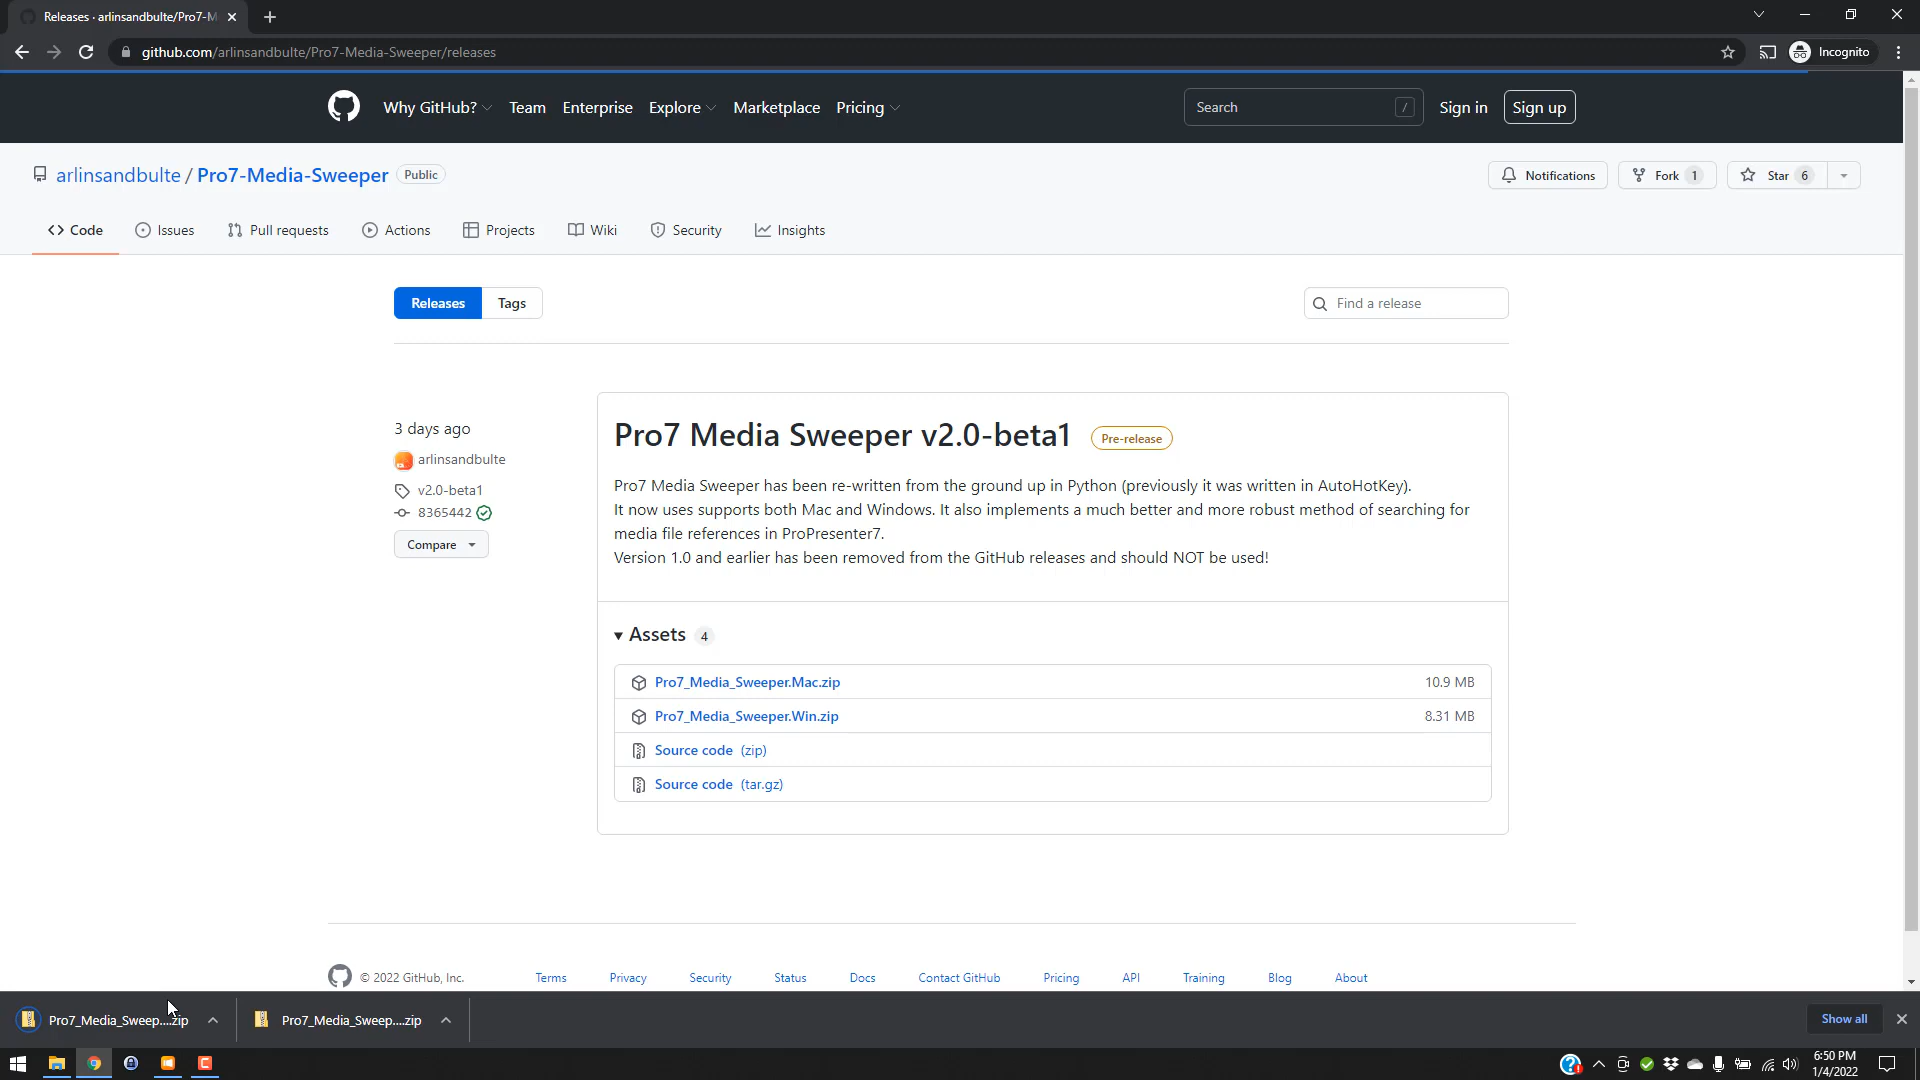 Releases · arlinsandbulte/Pro7-M
github.com/arlinsandbulte/Pro7-Media-Sweeper/releases
Incognito
Why GitHub?
Team
Enterprise
Explore
Marketplace
Pricing
Search
/
Sign in
Sign up
arlinsandbulte / Pro7-Media-Sweeper
Public
Notifications
Fork 1
Star 6
Code
Issues
Pull requests
Actions
Projects
Wiki
Security
Insights
Releases
Tags
Find a release
3 days ago
arlinsandbulte
v2.0-beta1
8365442
Compare
Pro7 Media Sweeper v2.0-beta1
Pre-release
Pro7 Media Sweeper has been re-written from the ground up in Python (previously it was written in AutoHotKey).
It now uses supports both Mac and Windows. It also implements a much better and more robust method of searching for
media file references in ProPresenter7.
Version 1.0 and earlier has been removed from the GitHub releases and should NOT be used!
Assets 4
Pro7_Media_Sweeper.Mac.zip
10.9 MB
Pro7_Media_Sweeper.Win.zip
8.31 MB
Source code (zip)
Source code (tar.gz)
© 2022 GitHub, Inc.
Terms
Privacy
Security
Status
Docs
Contact GitHub
Pricing
API
Training
Blog
About
Pro7_Media_Sweep....zip
Pro7_Media_Sweep....zip
Show all
6:50 PM
1/4/2022